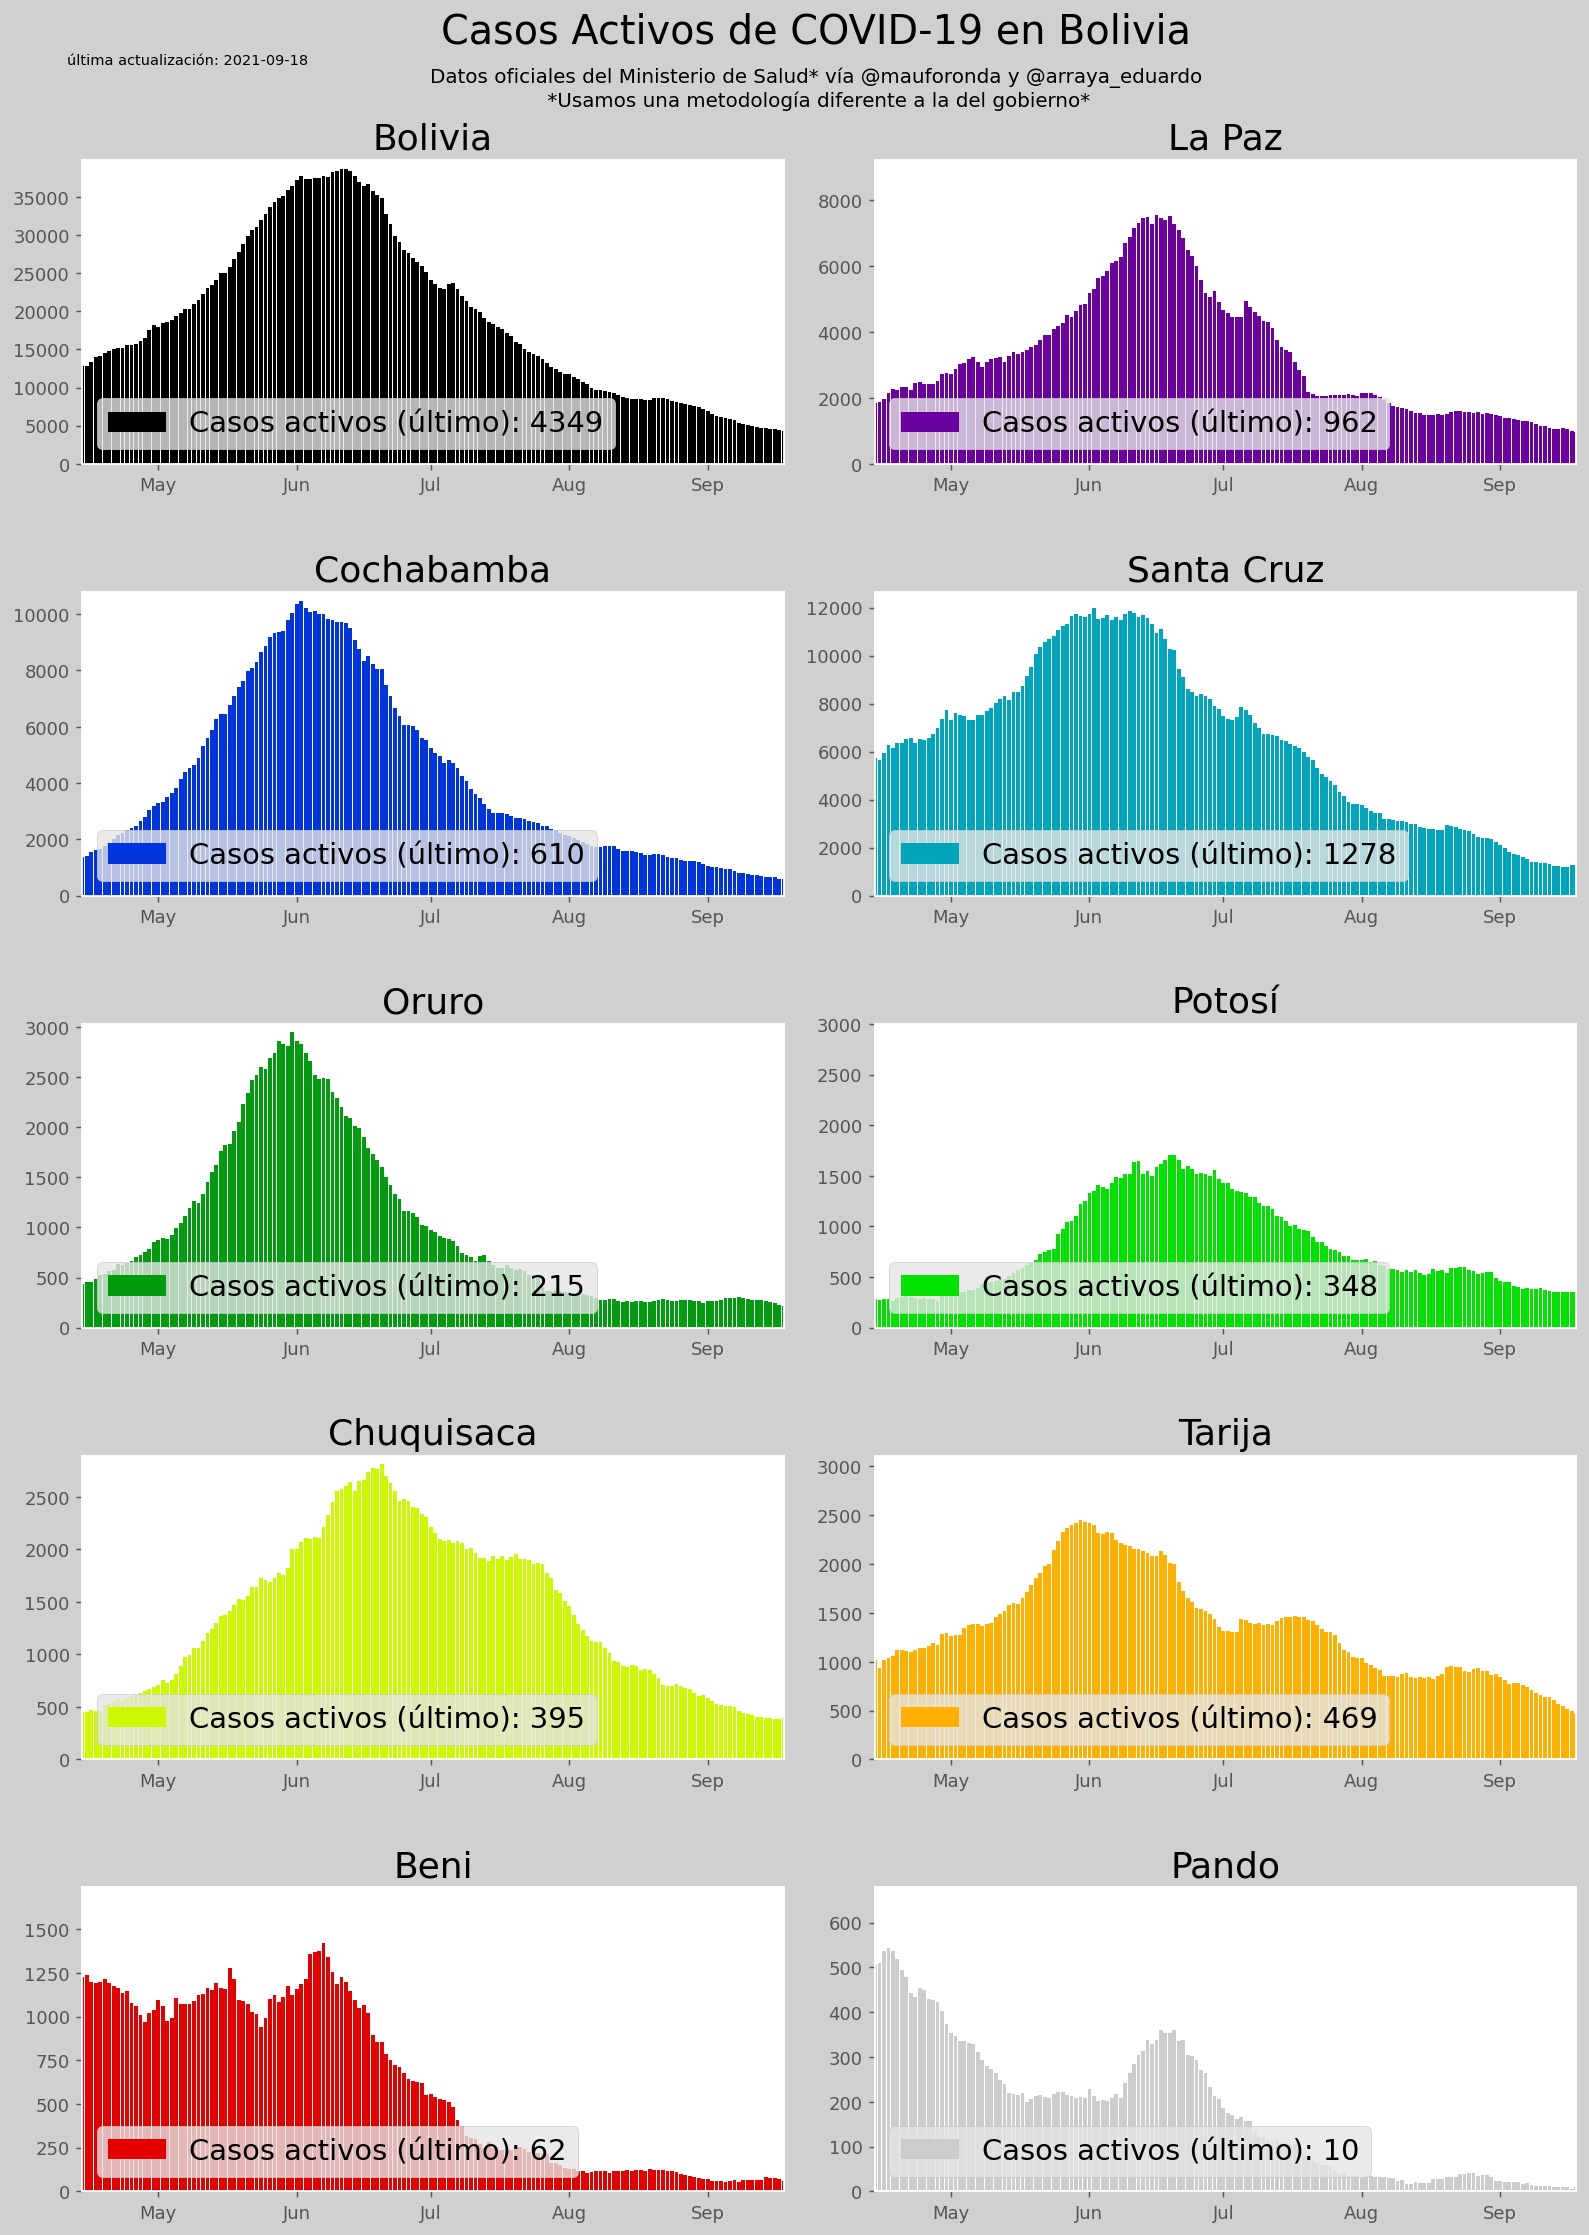 Casos Activos de COVID-19 en Bolivia
última actualización: 2021-09-18
Datos oficiales del Ministerio de Salud* vía @mauforonda y @arraya_eduardo
*Usamos una metodología diferente a la del gobierno*
Bolivia
35000
30000
25000
20000
15000
10000
5000
0
Casos activos (último): 4349
May Jun Jul Aug Sep
La Paz
8000
6000
4000
2000
0
Casos activos (último): 962
May Jun Jul Aug Sep
Cochabamba
10000
8000
6000
4000
2000
0
Casos activos (último): 610
May Jun Jul Aug Sep
Santa Cruz
12000
10000
8000
6000
4000
2000
0
Casos activos (último): 1278
May Jun Jul Aug Sep
Oruro
3000
2500
2000
1500
1000
500
0
Casos activos (último): 215
May Jun Jul Aug Sep
Potosí
3000
2500
2000
1500
1000
500
0
Casos activos (último): 348
May Jun Jul Aug Sep
Chuquisaca
2500
2000
1500
1000
500
0
Casos activos (último): 395
May Jun Jul Aug Sep
Tarija
3000
2500
2000
1500
1000
500
0
Casos activos (último): 469
May Jun Jul Aug Sep
Beni
1500
1250
1000
750
500
250
0
Casos activos (último): 62
May Jun Jul Aug Sep
Pando
600
500
400
300
200
100
0
Casos activos (último): 10
May Jun Jul Aug Sep